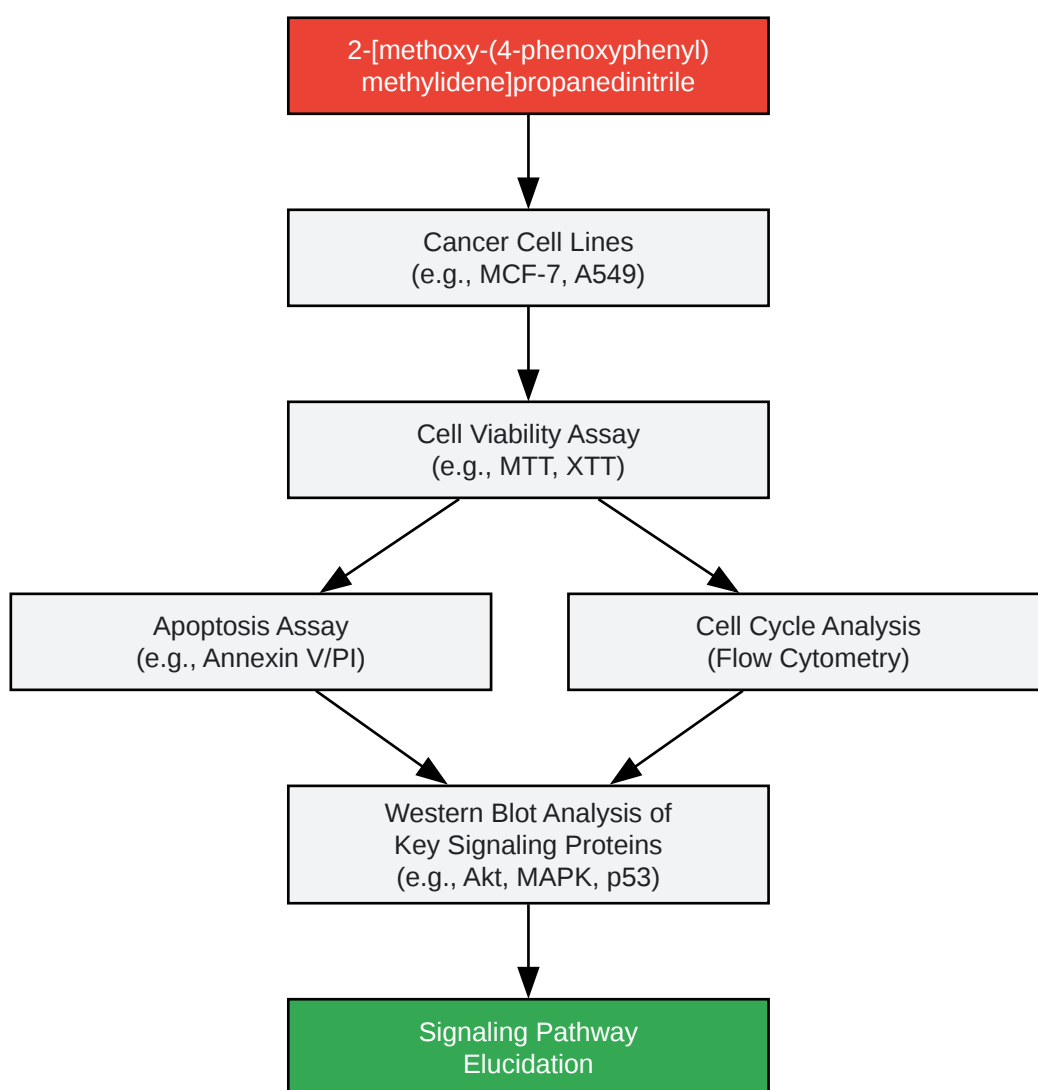 2-[methoxy-(4-phenoxyphenyl)
methylidene]propanedinitrile
Cancer Cell Lines
(e.g., MCF-7, A549)
Cell Viability Assay
(e.g., MTT, XTT)
Apoptosis Assay
(e.g., Annexin V/PI)
Cell Cycle Analysis
(Flow Cytometry)
Western Blot Analysis of
Key Signaling Proteins
(e.g., Akt, MAPK, p53)
Signaling Pathway
Elucidation